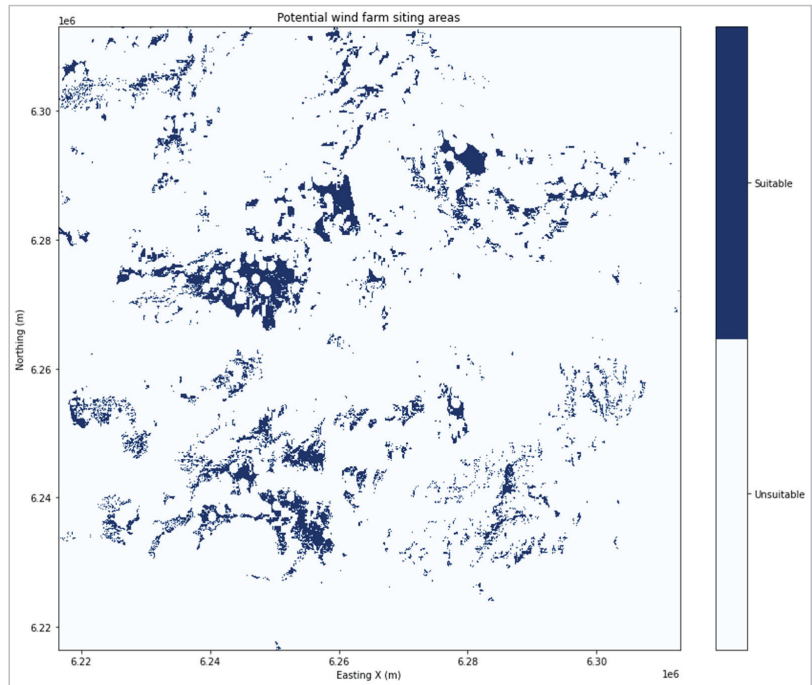 Potential wind farm siting areas
1e6
6.30
6.28
6.26
6.24
6.22
Northing (m)
6.22 6.24 6.26 6.28 6.30
Easting X (m)
1e6
Suitable
Unsuitable